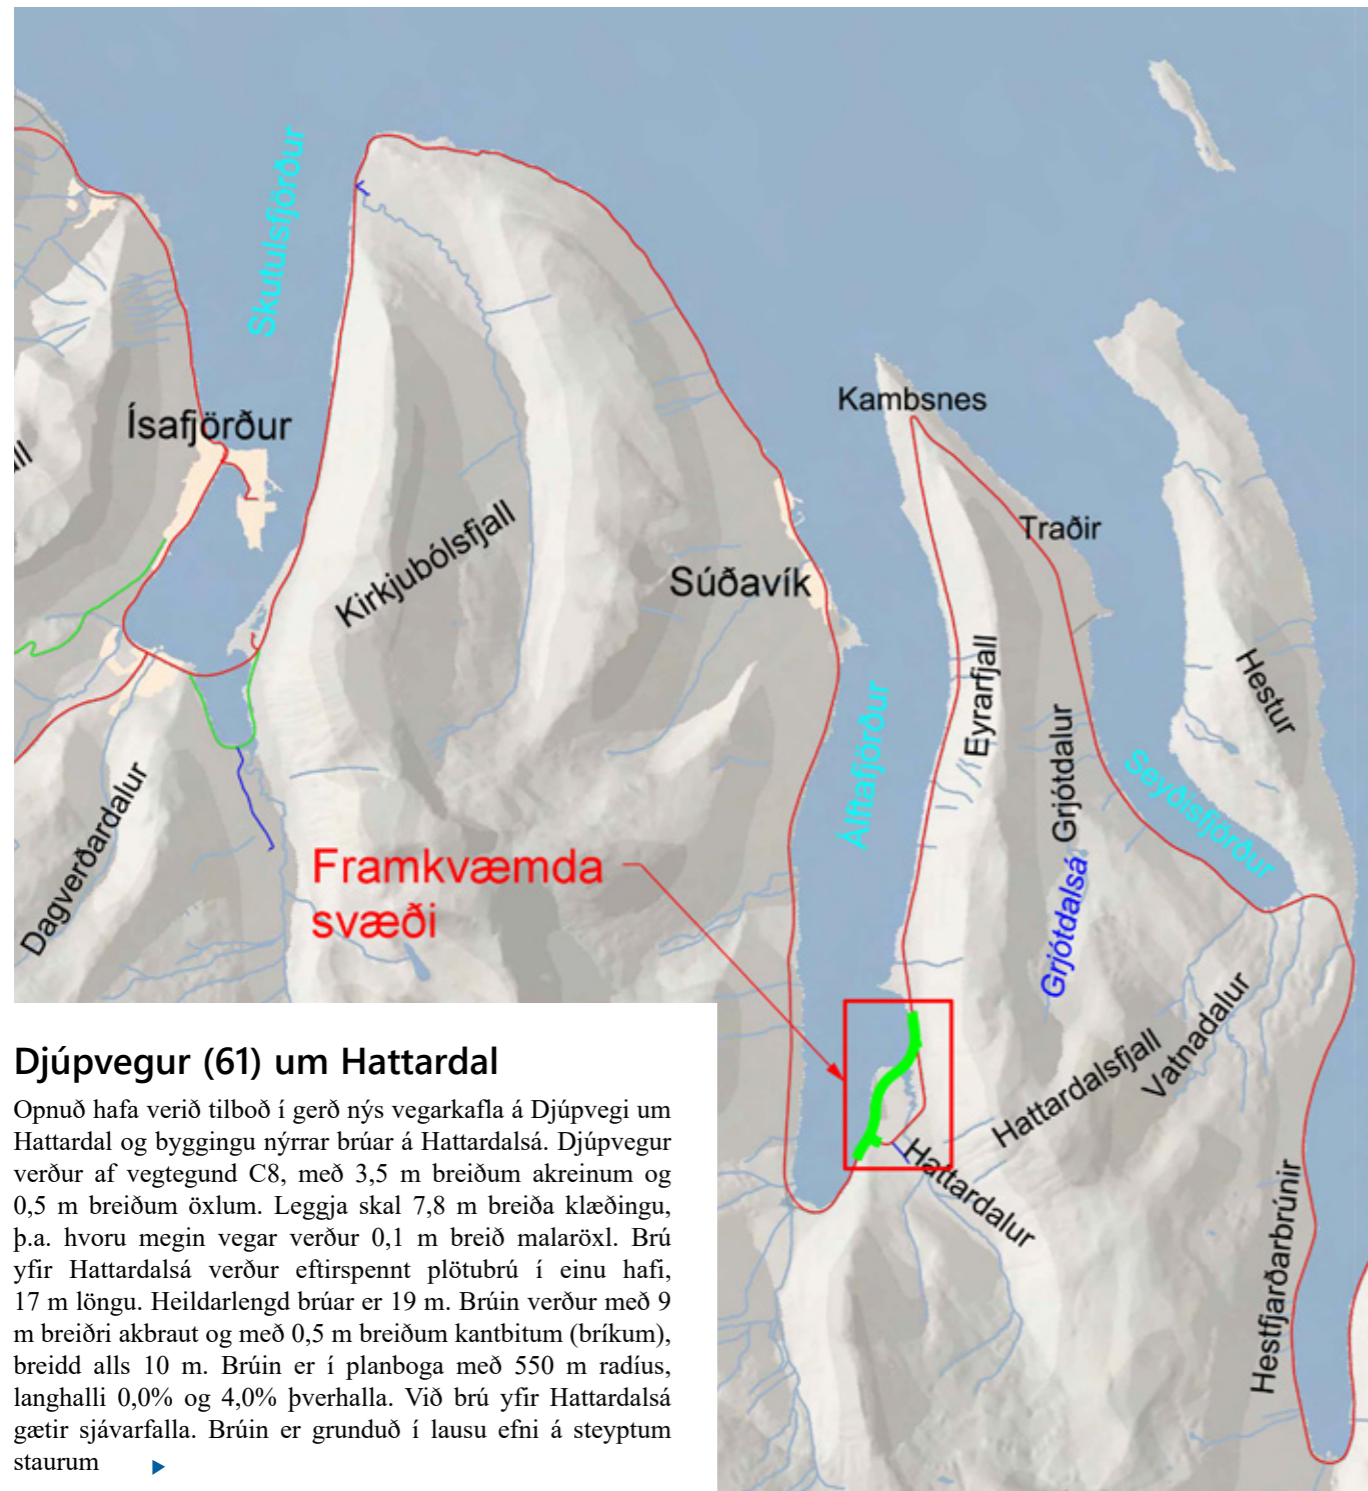 Skutulsfjörður
Ísafjörður
Kambsnes
Traðir
Kirkjubólsfjall
Súðavík
Eyrarfjall
Hestur
Álftafjörður
Grjótdalur
Seyðisfjörður
Dagverðardalur
Framkvæmda
svæði
Grjótdalsá
Hattardalsfjall
Vatnadalur
Hattardalur
Hestfjarðarbrúnir
Djúpvegur (61) um Hattardal
Opnuð hafa verið tilboð í gerð nýs vegarkafla á Djúpvegi um
Hattardal og byggingu nýrrar brúar á Hattardalsá. Djúpvegur
verður af vegtegund C8, með 3,5 m breiðum akreinum og
0,5 m breiðum öxlum. Leggja skal 7,8 m breiða klæðingu,
þ.a. hvoru megin vegar verður 0,1 m breið malaröxl. Brú
yfir Hattardalsá verður eftirspennt plötubrú í einu hafi,
17 m löngu. Heildarlengd brúar er 19 m. Brúin verður með 9
m breiðri akbraut og með 0,5 m breiðum kantbitum (bríkum),
breidd alls 10 m. Brúin er í planboga með 550 m radíus,
langhalli 0,0% og 4,0% þverhalla. Við brú yfir Hattardalsá
gætir sjávarfalla. Brúin er grunduð í lausu efni á steyptum
staurum